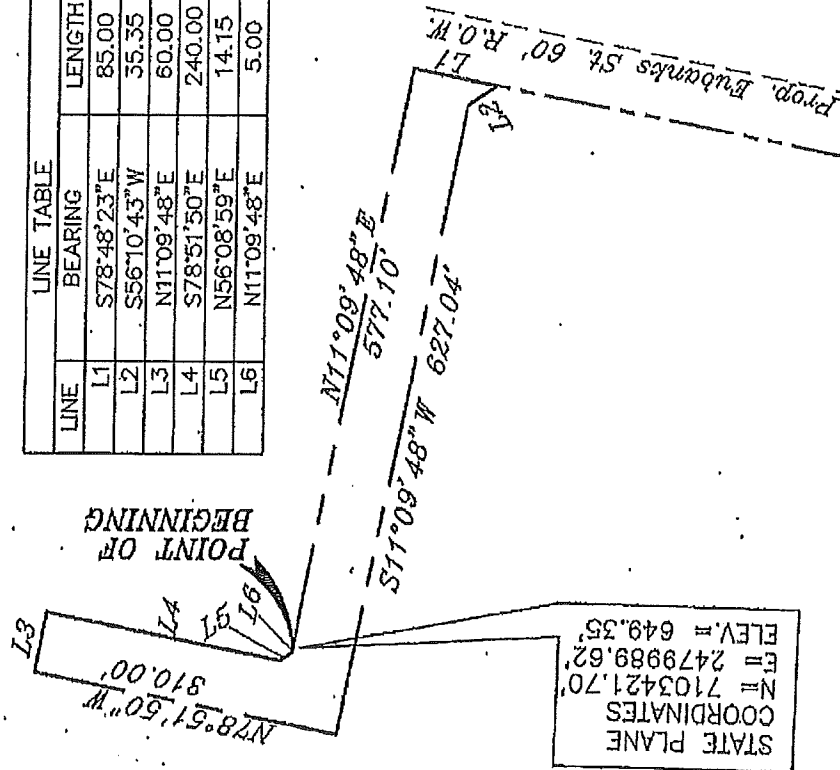 LINE TABLE
LINE BEARING LENGTH
L1 S78°48'23"E 85.00
L2 S56°10'43"W 35.35
L3 N11°09'48"E 60.00
L4 S78°51'50"E 240.00
L5 N56°08'59"E 14.15
L6 N11°09'48"E 5.00
Prop. Eubanks St. 60' R.O.W.
L1
L2
N11°09'48"E
577.10'
S11°09'48"W 627.04'
POINT OF
BEGINNING
L3
L4
L5
L6
N78°51'50"W
310.00'
STATE PLANE
COORDINATES
N= 7103421.70'
E= 2479989.62'
ELEV.= 649.35'